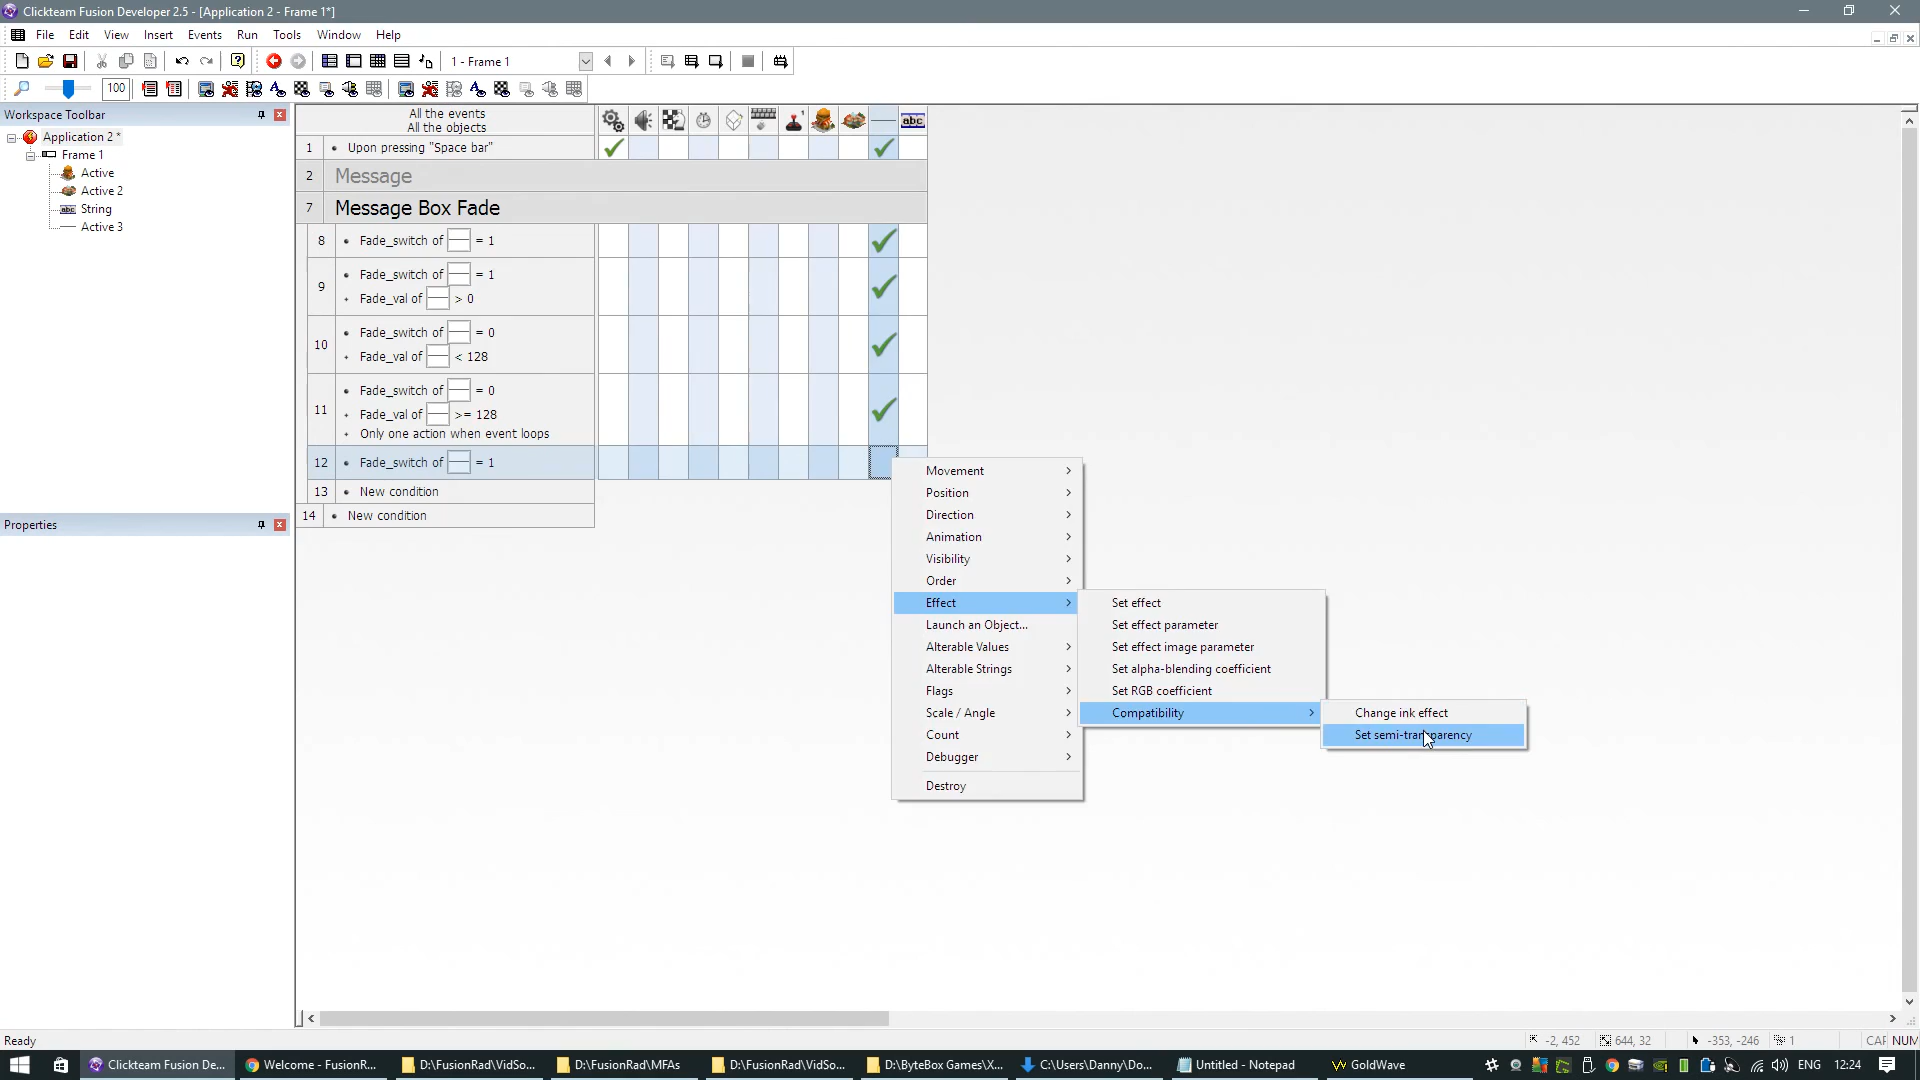 Clickteam Fusion Developer 2.5 - [Application 2 - Frame 1*]
File Edit View Insert Events Run Tools Window Help
1 - Frame 1
100
Workspace Toolbar
Application 2 *
Frame 1
Active
Active 2
String
Active 3
Properties
All the events
All the objects
abc
1 Upon pressing "Space bar"
2 Message
7 Message Box Fade
8 Fade_switch of = 1
9 Fade_switch of = 1
Fade_val of > 0
10 Fade_switch of = 0
Fade_val of < 128
11 Fade_switch of = 0
Fade_val of >= 128
Only one action when event loops
12 Fade_switch of = 1
13 New condition
14 New condition
Movement
Position
Direction
Animation
Visibility
Order
Effect
Launch an Object...
Alterable Values
Alterable Strings
Flags
Scale / Angle
Count
Debugger
Destroy
Set effect
Set effect parameter
Set effect image parameter
Set alpha-blending coefficient
Set RGB coefficient
Compatibility
Change ink effect
Set semi-transparency
Ready
-2, 452 644, 32 -353, -246 1 CAP NUM
Clickteam Fusion De... Welcome - FusionR... D:\FusionRad\VidSo... D:\FusionRad\MFAs D:\FusionRad\VidSo... D:\ByteBox Games\X... C:\Users\Danny\Do... Untitled - Notepad GoldWave ENG 12:24